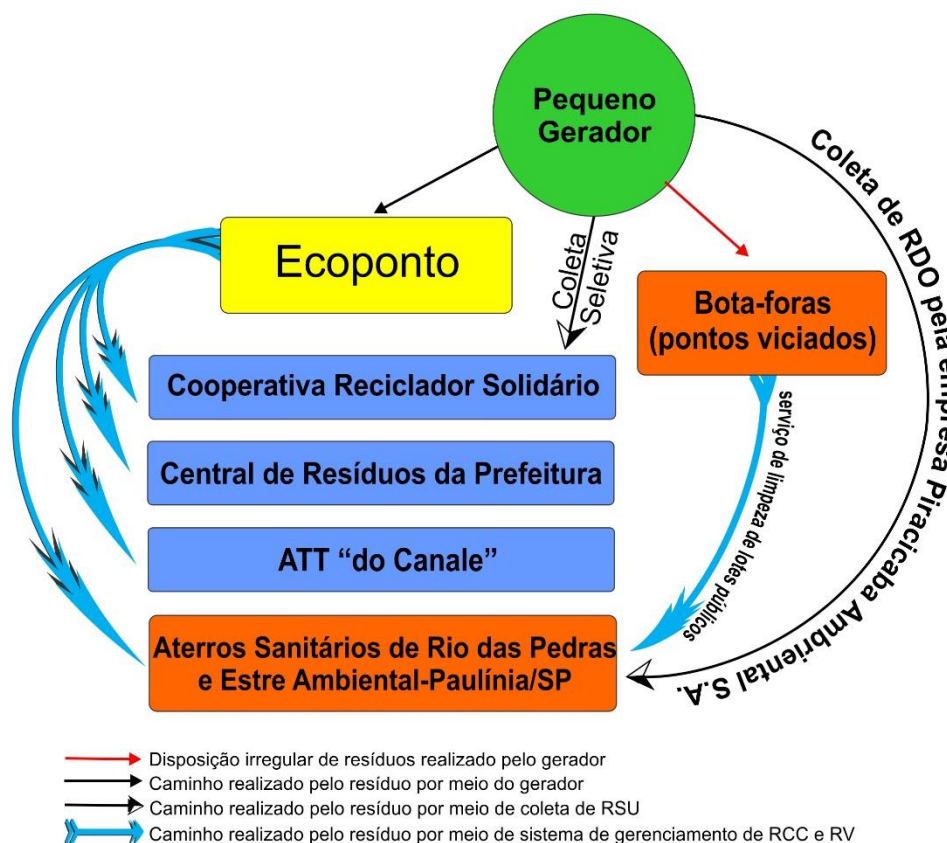 Pequeno
Gerador
Ecoponto
Coleta
Seletiva
Bota-foras
(pontos viciados)
Coleta de RDO pela empresa Piracicaba Ambriental S.A.
Cooperativa Reciclador Solidário
Central de Resíduos da Prefeitura
ATT “do Canale”
serviço de limpeza de lotes públicos
Aterros Sanitários de Rio das Pedras
e Estre Ambiental-Paulínia/SP
Disposição irregular de resíduos realizado pelo gerador
Caminho realizado pelo resíduo por meio do gerador
Caminho realizado pelo resíduo por meio de coleta de RSU
Caminho realizado pelo resíduo por meio de sistema de gerenciamento de RCC e RV